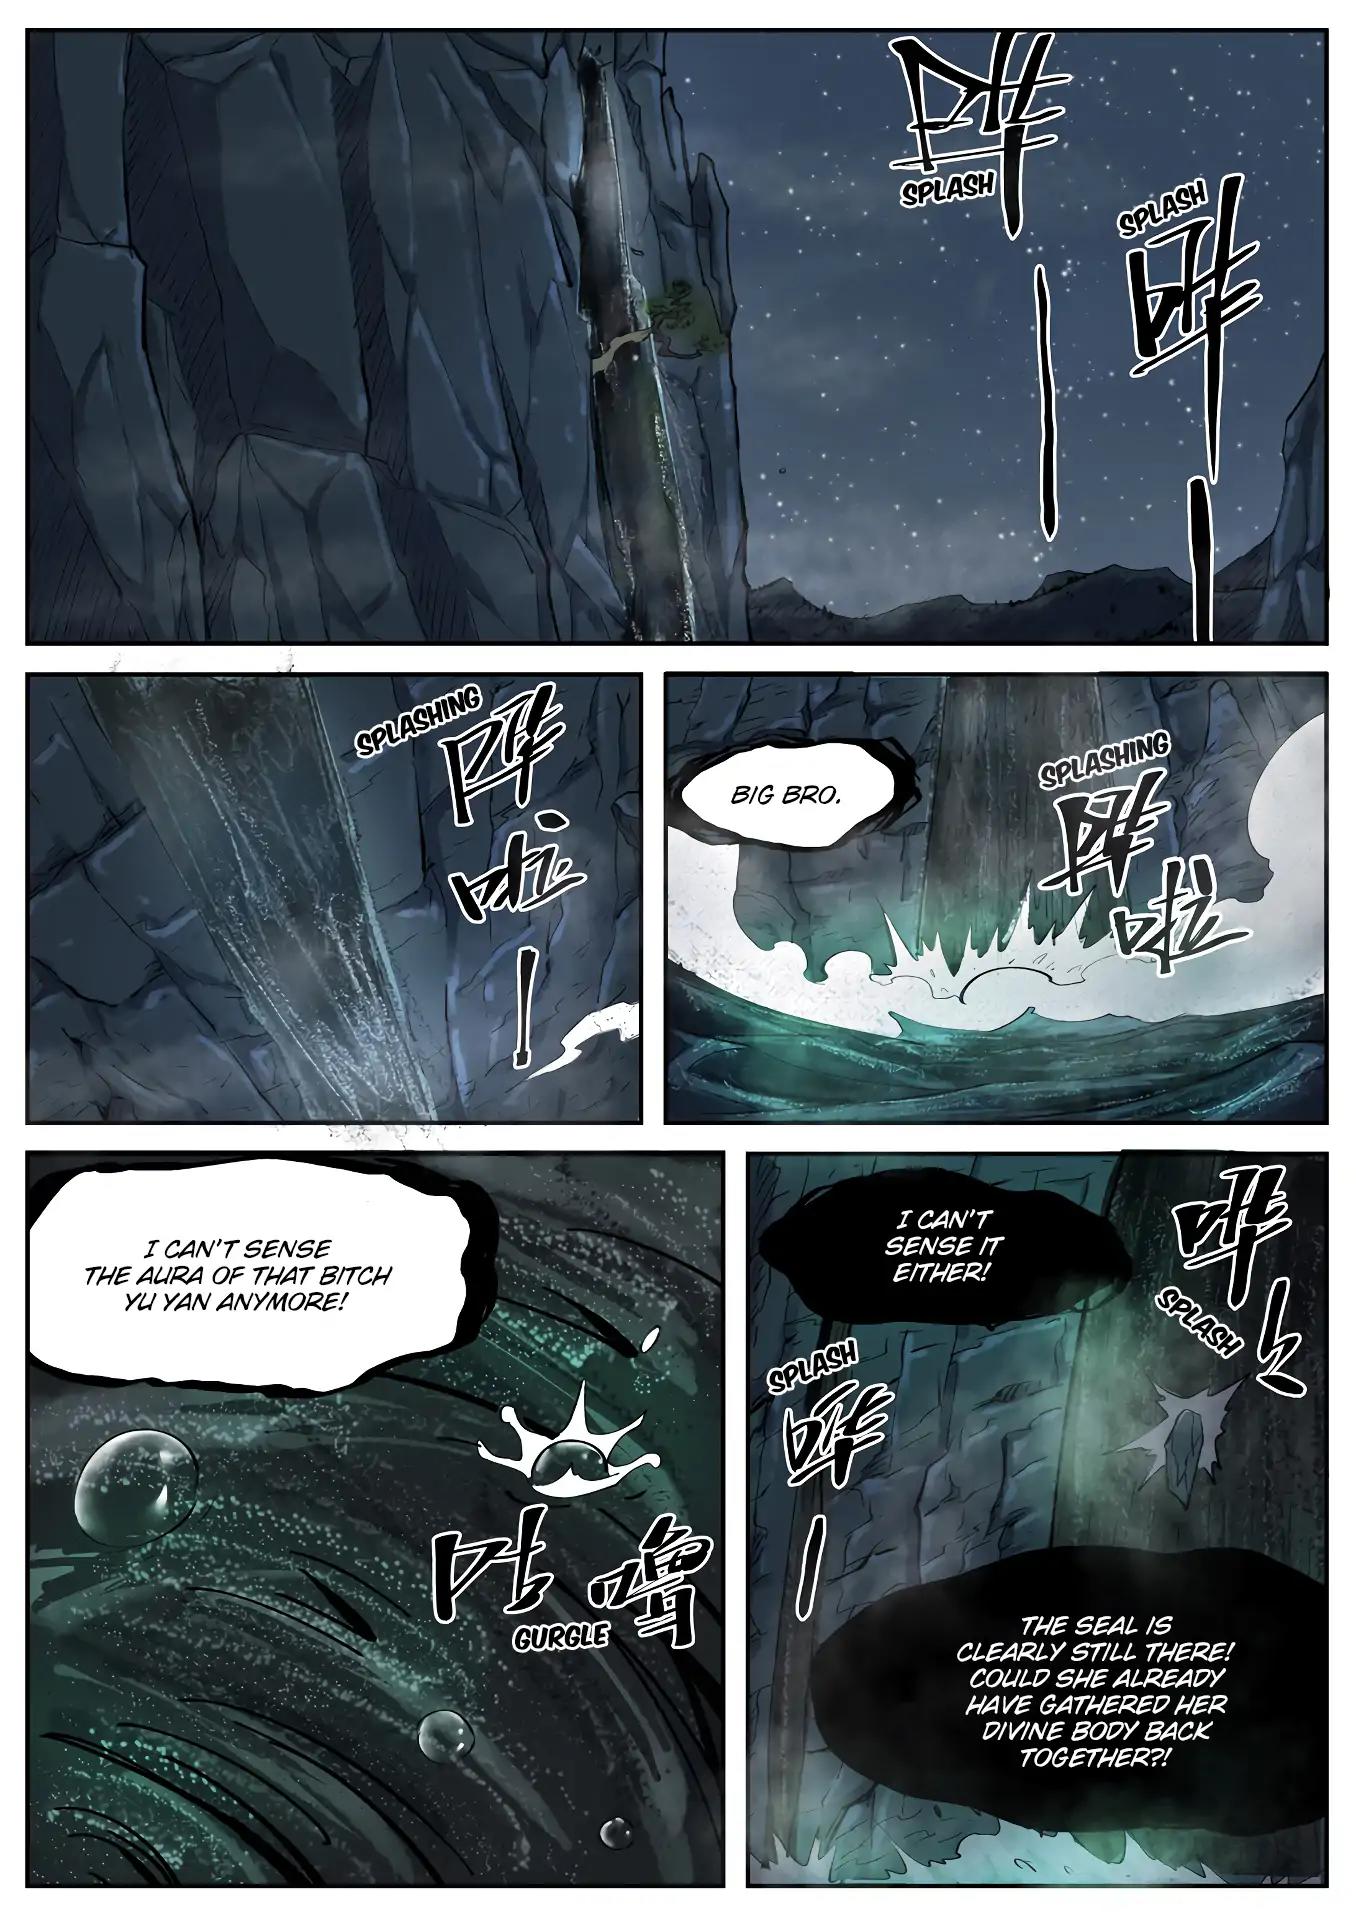 哗
SPLASH
SPLASH
哗
SPLASHING
哗
啦
BIG BRO.
SPLASHING
哗
啦
I CAN'T SENSE
THE AURA OF THAT BITCH
YU YAN ANYMORE!
咕噜
GURGLE
I CAN'T
SENSE IT
EITHER!
哗
SPLASH
SPLASH
哗
THE SEAL IS
CLEARLY STILL THERE!
COULD SHE ALREADY
HAVE GATHERED HER
DIVINE BODY BACK
TOGETHER?!